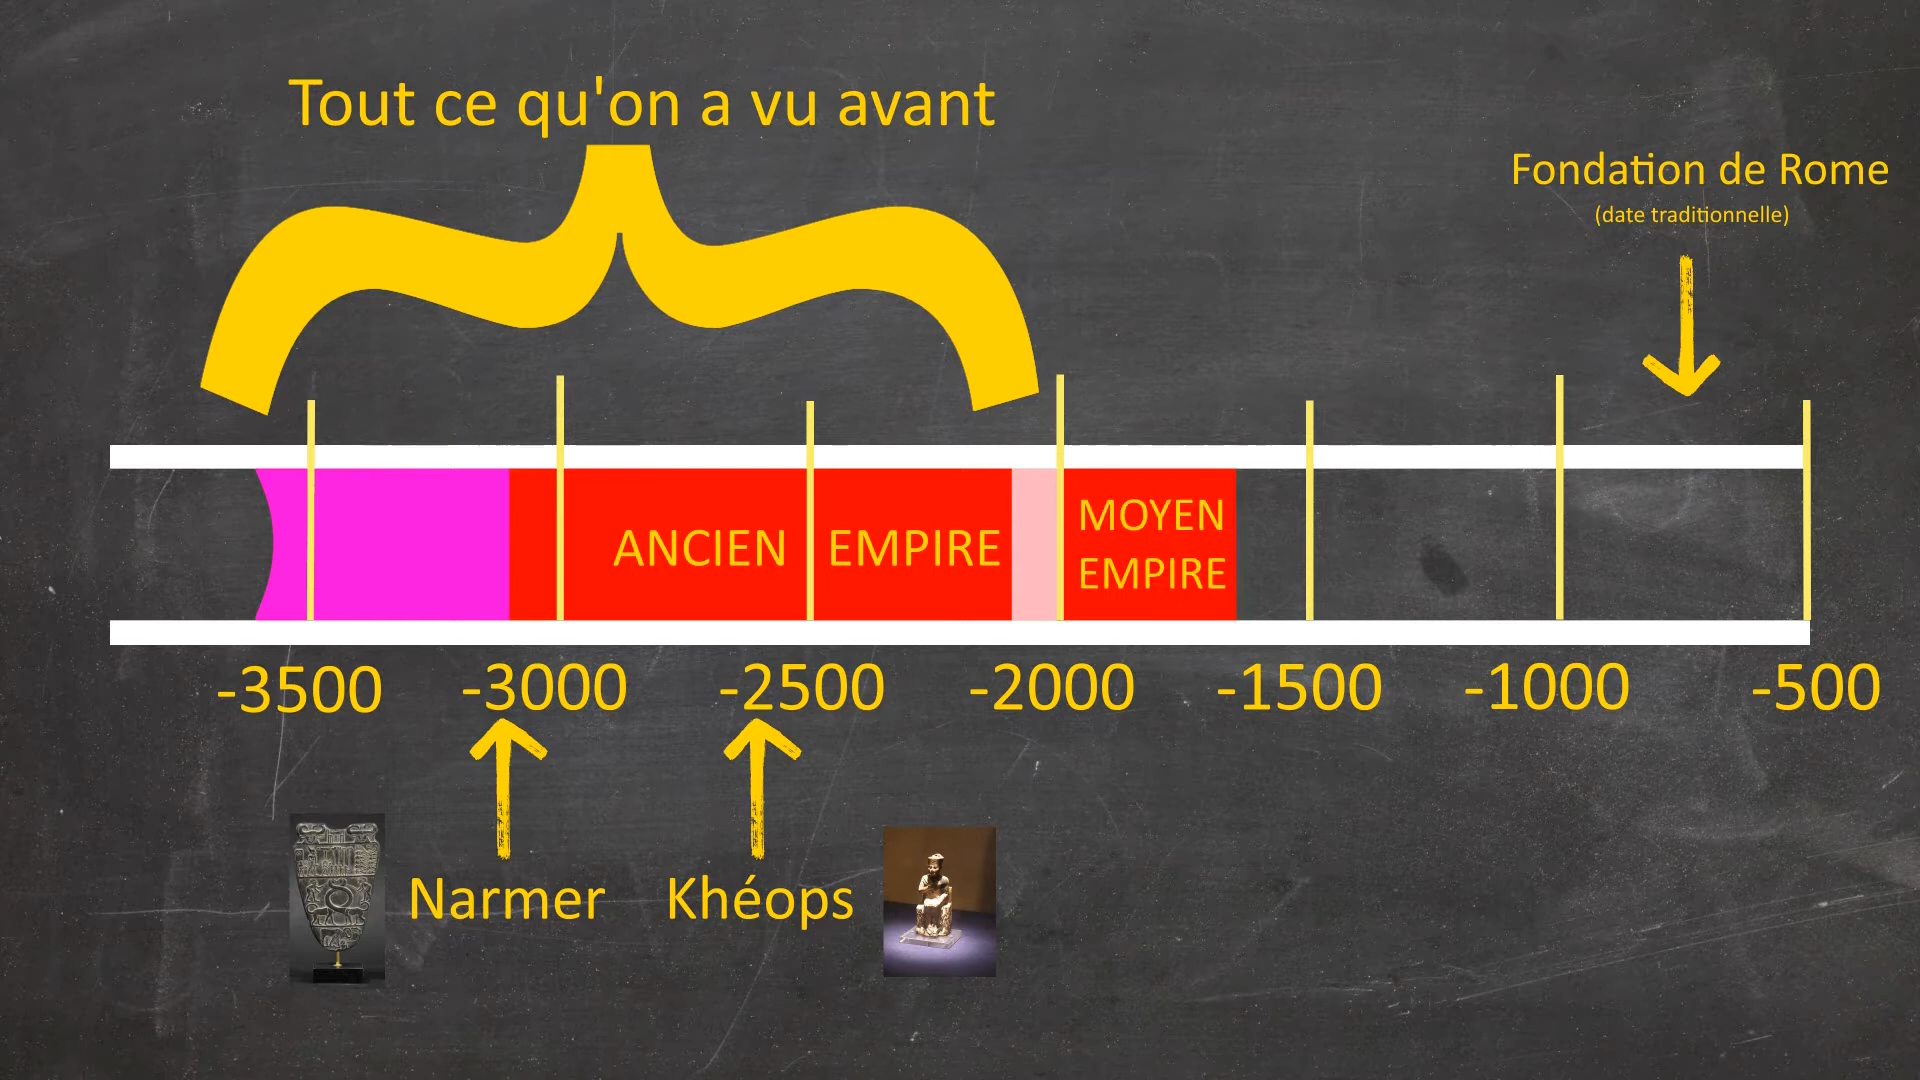 Tout ce qu'on a vu avant
Fondation de Rome
(date traditionnelle)
ANCIEN EMPIRE
MOYEN
EMPIRE
-3500 -3000 -2500 -2000 -1500 -1000 -500
Narmer Khéops